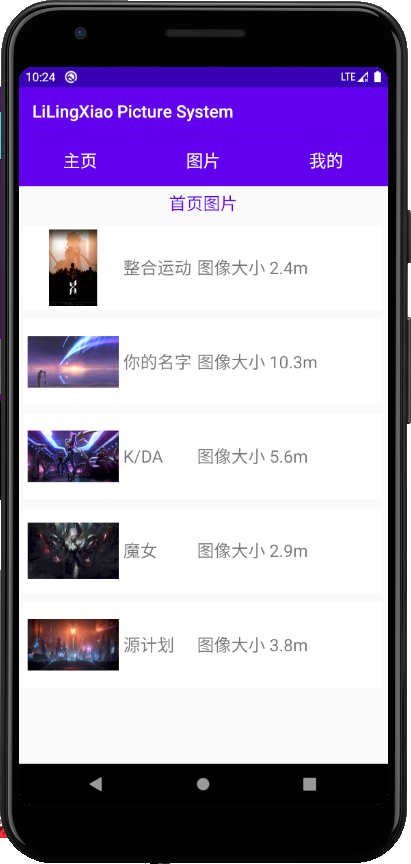 10:24 LTE
LiLingXiao Picture System
主页 图片 我的
首页图片
整合运动 图像大小 2.4m
你的名字 图像大小 10.3m
K/DA 图像大小 5.6m
魔女 图像大小 2.9m
源计划 图像大小 3.8m